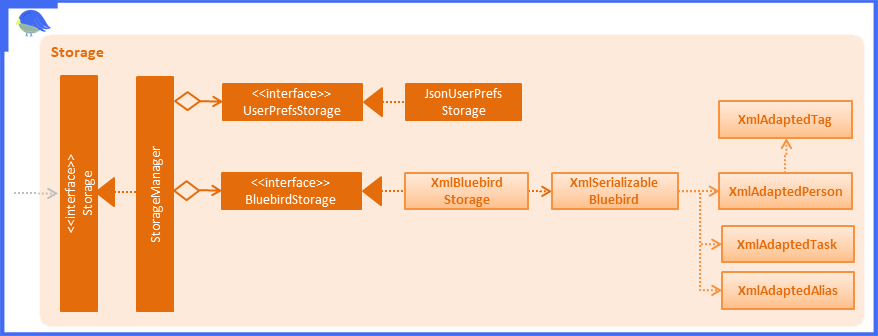 Storage
<<interface>>
Storage
StorageManager
<<interface>>
UserPrefsStorage
JsonUserPrefs
Storage
<<interface>>
BluebirdStorage
XmlBluebird
Storage
XmlSerializable
Bluebird
XmlAdaptedTag
XmlAdaptedPerson
XmlAdaptedTask
XmlAdaptedAlias